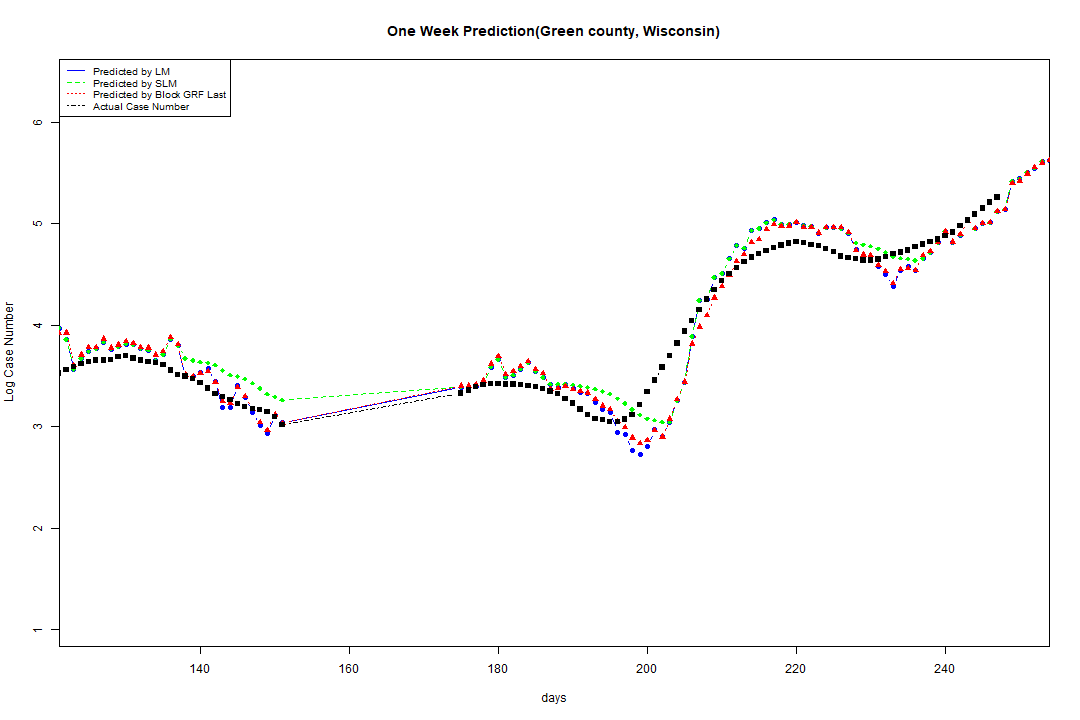 One Week Prediction(Green county, Wisconsin)
Predicted by LM
Predicted by SLM
Predicted by Block GRF Last
Actual Case Number
Log Case Number
6
5
4
3
2
1
140 160 180 200 220 240
days